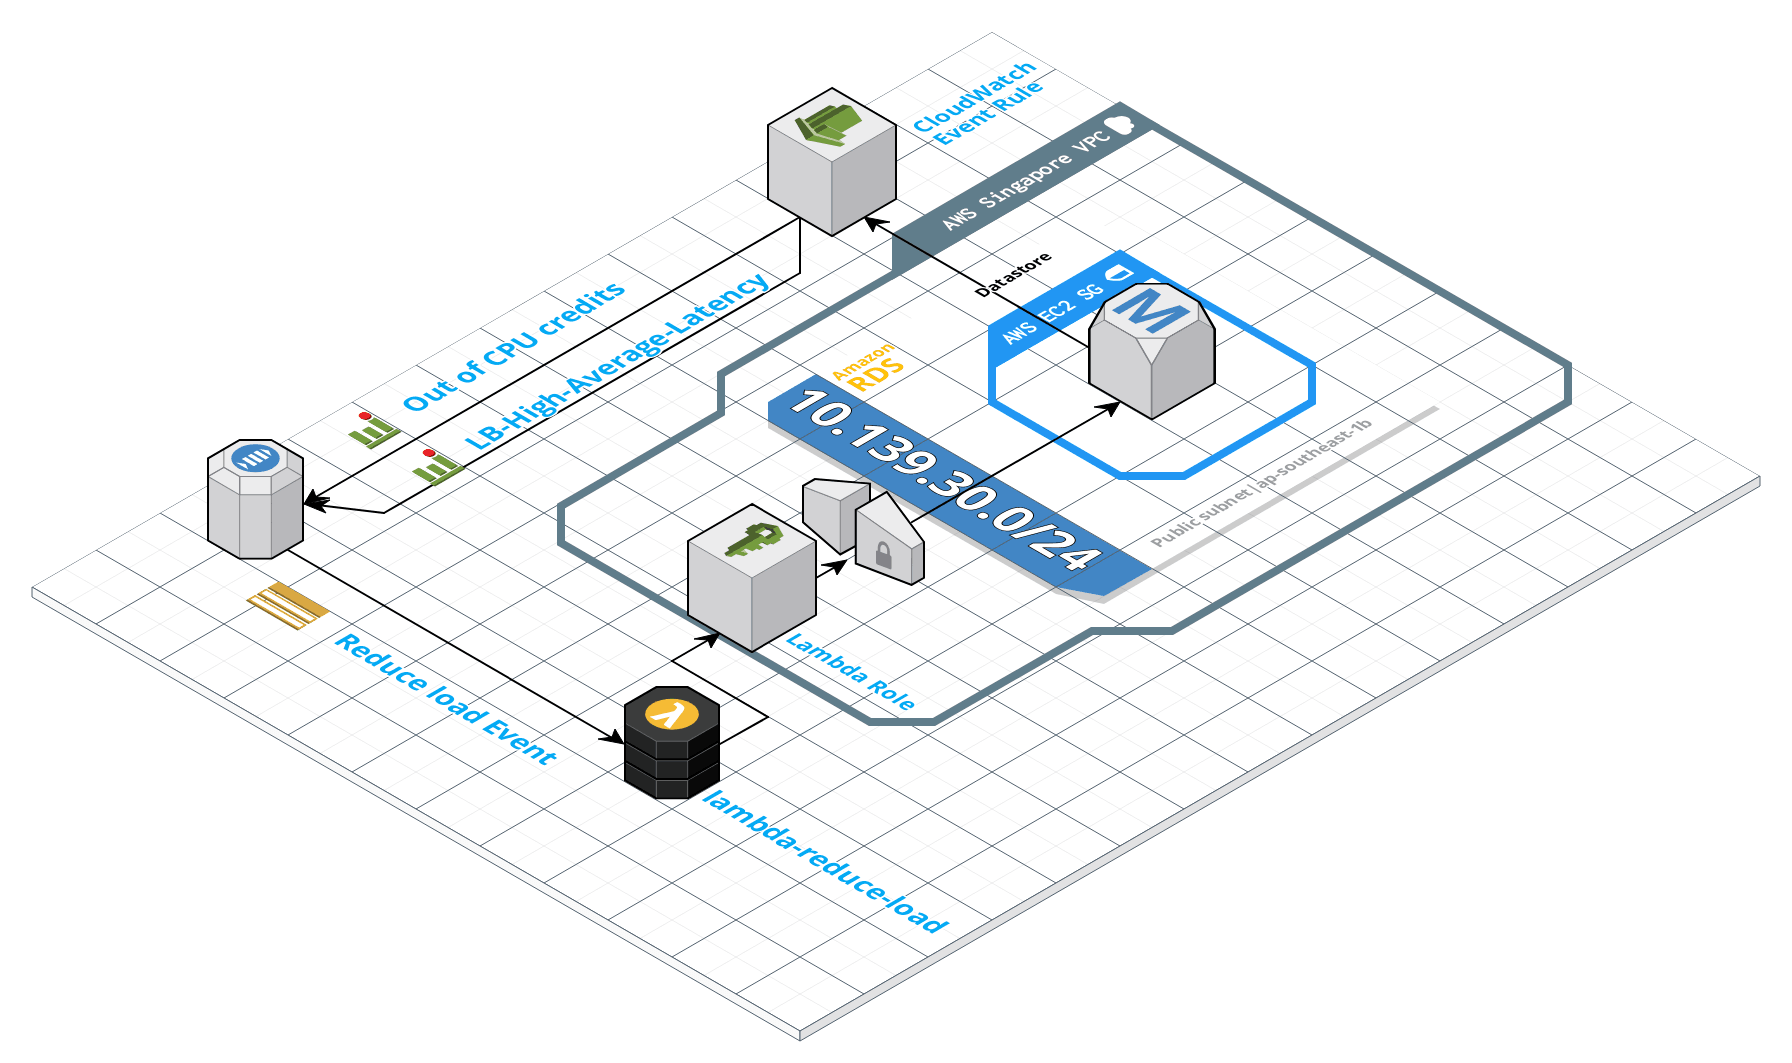 CloudWatch
Event Rule
AWS Singapore VPC
Datastore
AWS EC2 SG
M
Out of CPU credits
LB-High-Average-Latency
Amazon
RDS
10.139.30.0/24
Public subnet | ap-southeast-1b
Lambda Role
Reduce load Event
λ
lambda-reduce-load